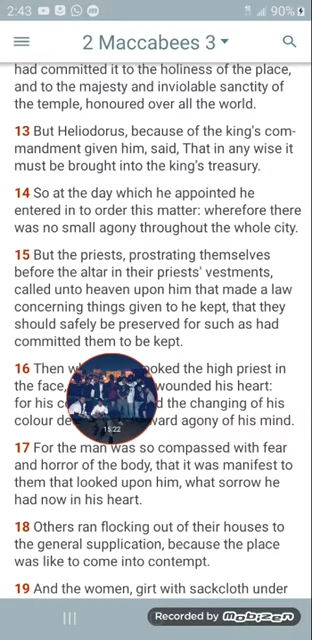 2:43
90%
2 Maccabees 3
had committed it to the holiness of the place,
and to the majesty and inviolable sanctity of
the temple, honoured over all the world.
13 But Heliodorus, because of the king's com-
mandment given him, said, That in any wise it
must be brought into the king's treasury.
14 So at the day which he appointed he
entered in to order this matter: wherefore there
was no small agony throughout the whole city.
15 But the priests, prostrating themselves
before the altar in their priests' vestments,
called unto heaven upon him that made a law
concerning things given to he kept, that they
should safely be preserved for such as had
committed them to be kept.
16 Then ooked the high priest in
the face, wounded his heart:
for his the changing of his
colour ward agony of his mind.
15:22
17 For the man was so compassed with fear
and horror of the body, that it was manifest to
them that looked upon him, what sorrow he
had now in his heart.
18 Others ran flocking out of their houses to
the general supplication, because the place
was like to come into contempt.
19 And the women, girt with sackcloth under
Recorded by mobizen